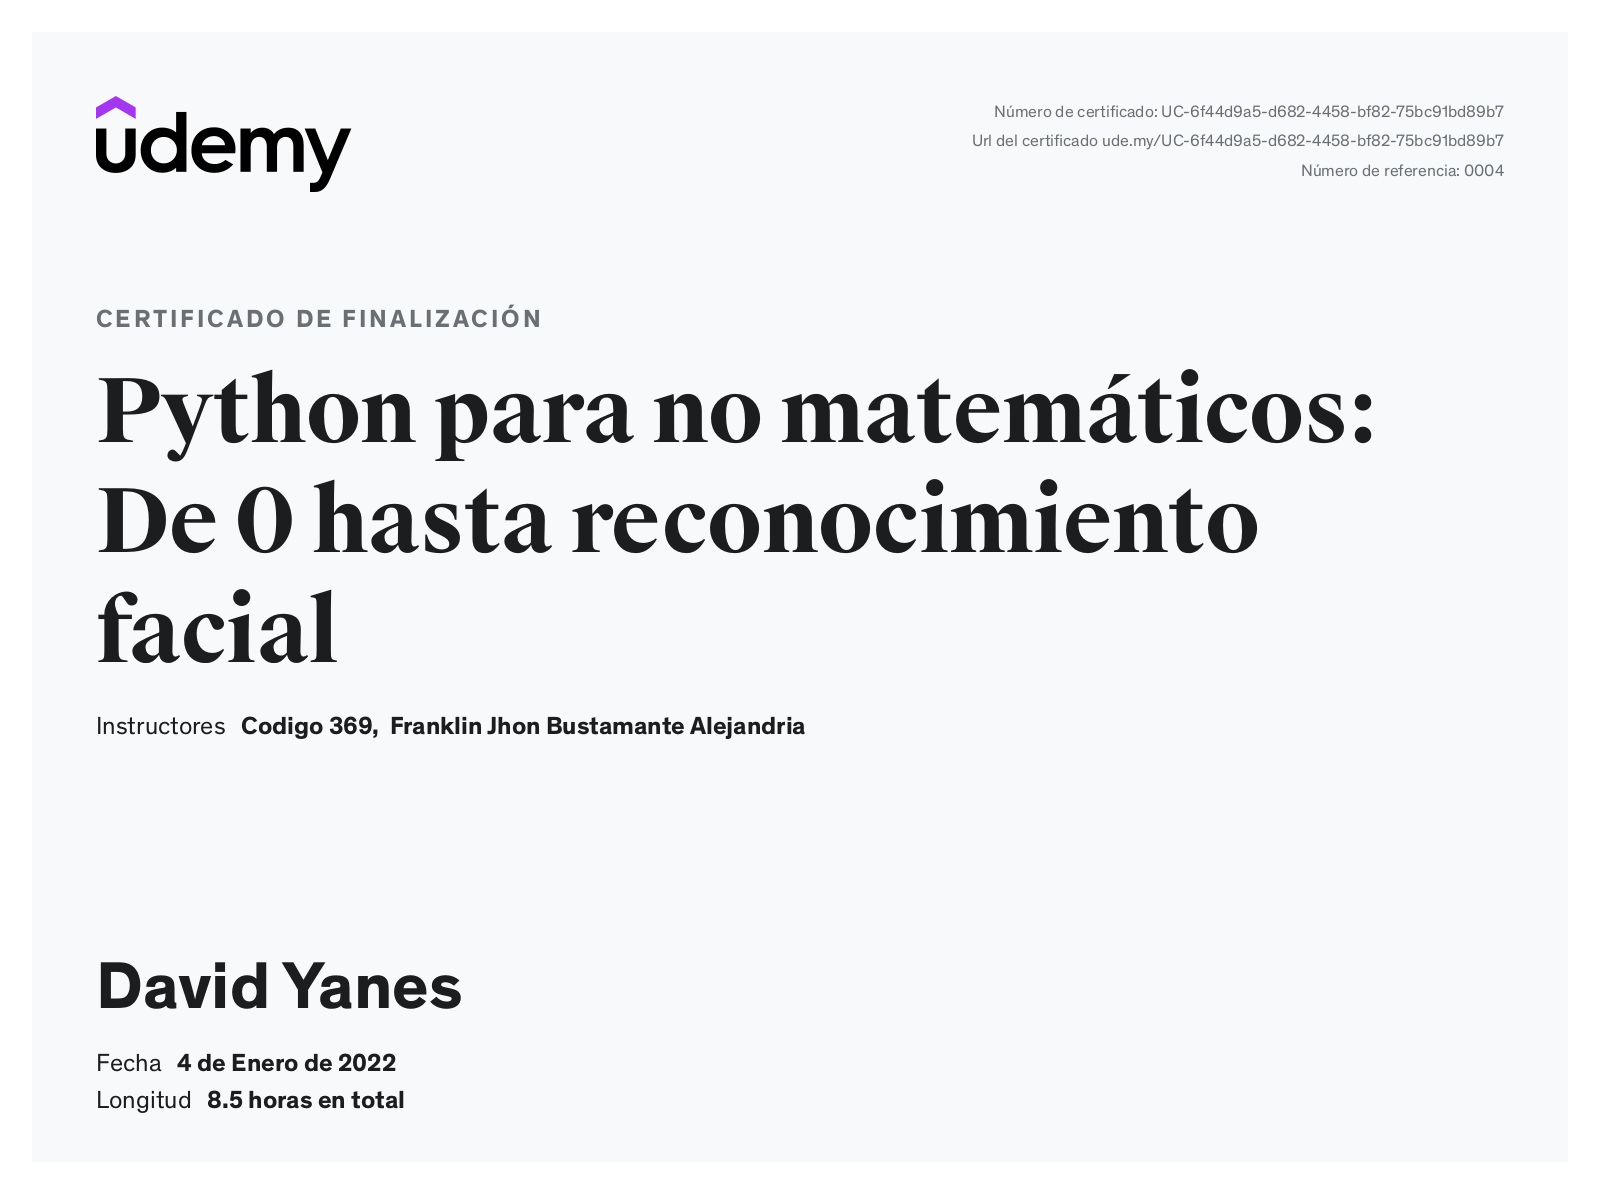 udemy
Número de certificado: UC-6f44d9a5-d682-4458-bf82-75bc91bd89b7
Url del certificado ude.my/UC-6f44d9a5-d682-4458-bf82-75bc91bd89b7
Número de referencia: 0004
CERTIFICADO DE FINALIZACIÓN
Python para no matemáticos:
De 0 hasta reconocimiento
facial
Instructores Codigo 369, Franklin Jhon Bustamante Alejandria
David Yanes
Fecha 4 de Enero de 2022
Longitud 8.5 horas en total